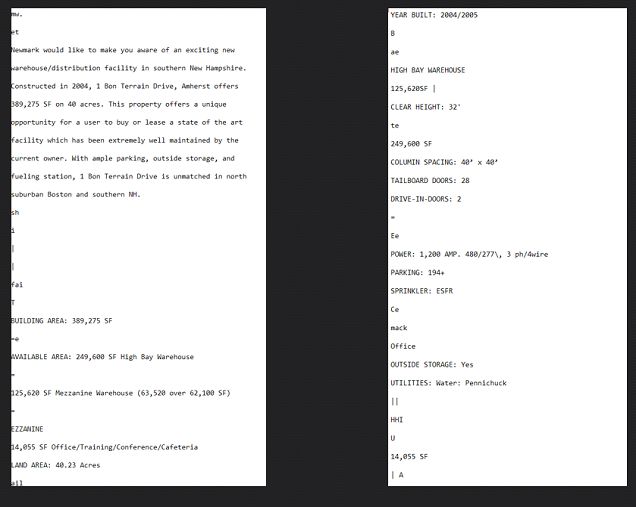 mw.
et
Newmark would like to make you aware of an exciting new
warehouse/distribution facility in southern New Hampshire.
Constructed in 2004, 1 Bon Terrain Drive, Amherst offers
389,275 SF on 40 acres. This property offers a unique
opportunity for a user to buy or lease a state of the art
facility which has been extremely well maintained by the
current owner. With ample parking, outside storage, and
fueling station, 1 Bon Terrain Drive is unmatched in north
suburban Boston and southern NH.
sh
i
|
|
fai
T
BUILDING AREA: 389,275 SF
=e
AVAILABLE AREA: 249,600 SF High Bay Warehouse
=
125,620 SF Mezzanine Warehouse (63,520 over 62,100 SF)
=
EZZANINE
14,055 SF Office/Training/Conference/Cafeteria
LAND AREA: 40.23 Acres
ail
YEAR BUILT: 2004/2005
8
ae
HIGH BAY WAREHOUSE
125,620SF |
CLEAR HEIGHT: 32'
te
249,600 SF
COLUMIN SPACING: 40’ x 40’
TAILBOARD DOORS: 28
DRIVE-IN-DOORS: 2
=
Ee
POWER: 1,200 AMP. 480/277\, 3 ph/4wire
PARKING: 194+
SPRINKLER: ESFR
Ce
mack
Office
OUTSIDE STORAGE: Yes
UTILITIES: Water: Pennichuck
||
HHI
U
14,055 SF
| A